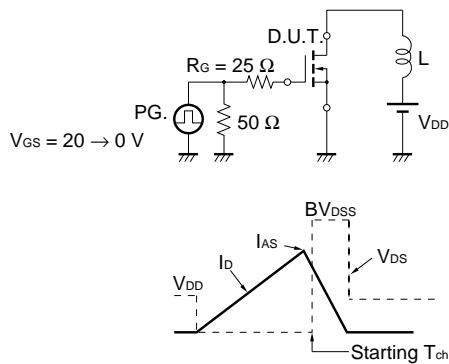 D.U.T.
RG = 25 Ω
L
PG.
50 Ω
VDD
VGS = 20 → 0 V
BVDSS
IAS
ID
VDS
VDD
Starting Tch